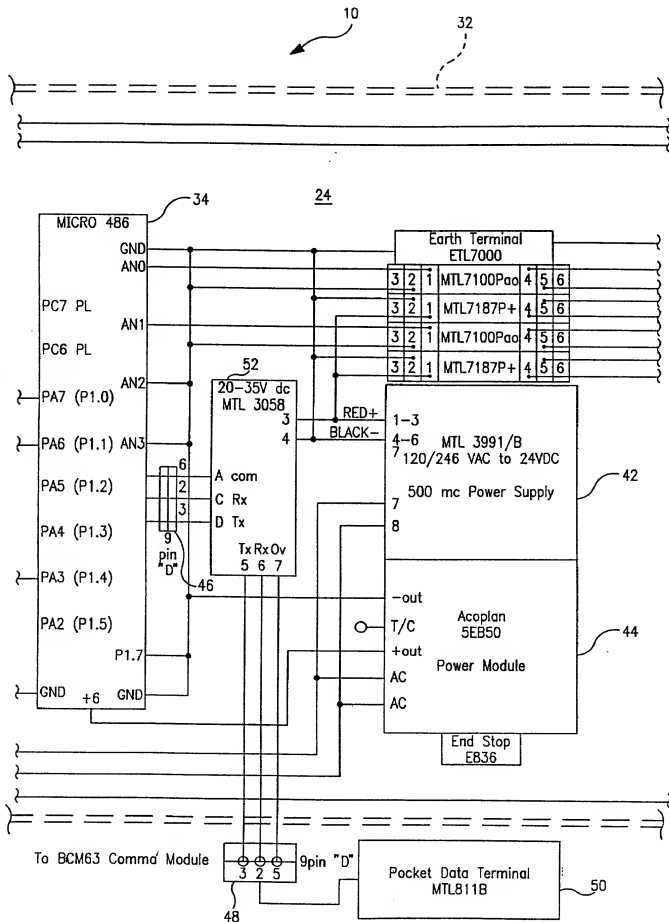 10
32
24
34
MICRO 486
GND
AN0
PC7 PL
AN1
PC6 PL
AN2
PA7 (P1.0)
PA6 (P1.1)
AN3
PA5 (P1.2)
PA4 (P1.3)
PA3 (P1.4)
PA2 (P1.5)
P1.7
GND
+6
GND
6
2
3
9
pin
"D"
46
52
20-35V dc
MTL 3058
3
4
A com
C Rx
D Tx
Tx Rx Ov
5 6 7
RED+
BLACK-
Earth Terminal
ETL7000
3 2 1 MTL7100Pao 4 5 6
3 2 1 MTL7187P+ 4 5 6
3 2 1 MTL7100Pao 4 5 6
3 2 1 MTL7187P+ 4 5 6
1-3
4-6
7
MTL 3991/B
120/246 VAC to 24VDC
500 mc Power Supply
7
8
42
-out
T/C
+out
AC
AC
Acoplan
5EB50
Power Module
44
End Stop
E836
To BCM63 Comma' Module
3 2 5
9pin "D"
48
Pocket Data Terminal
MTL811B
50